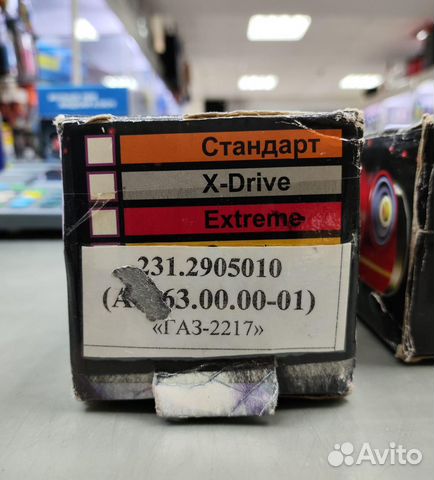 Стандарт
X-Drive
Extreme
231.2905010
63.00.00-01)
«ГАЗ-2217»
Avito